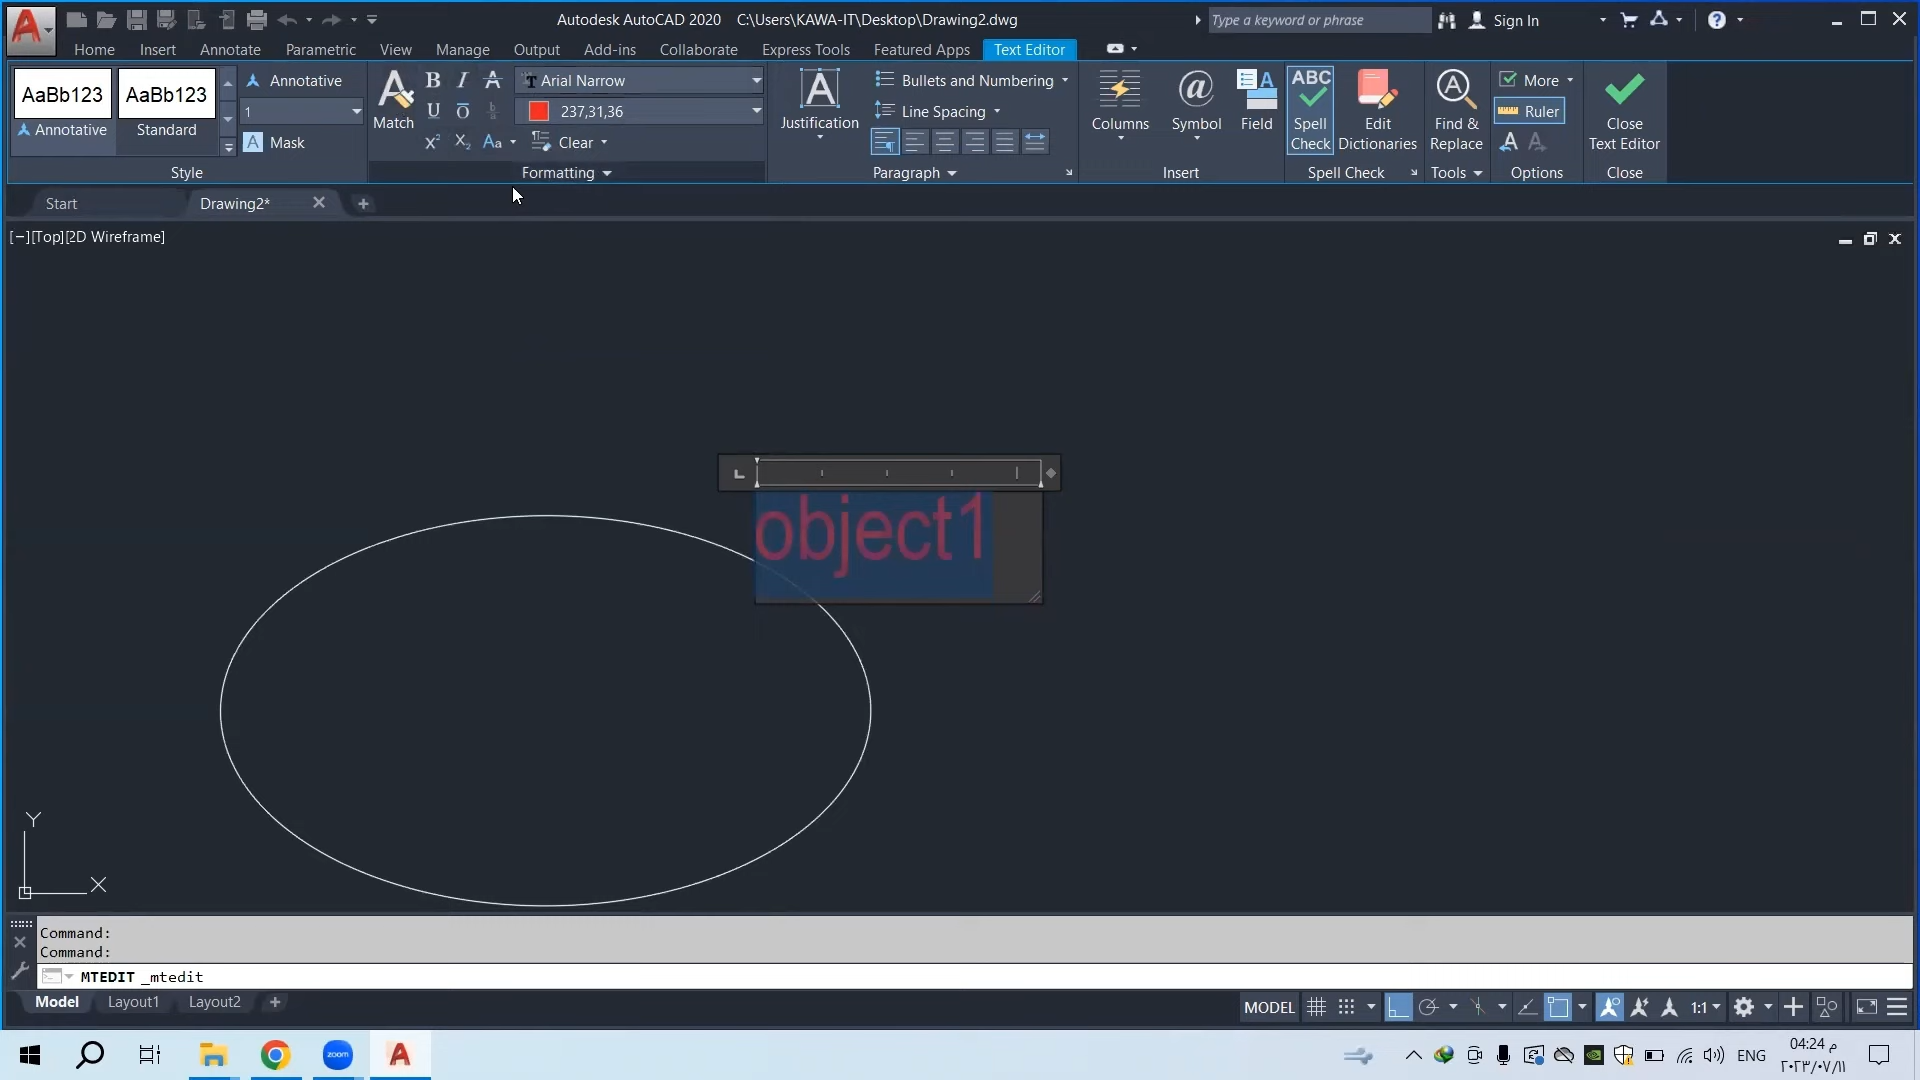 Autodesk AutoCAD 2020 C:\Users\KAWA-IT\Desktop\Drawing2.dwg
Type a keyword or phrase
Sign In
Home Insert Annotate Parametric View Manage Output Add-ins Collaborate Express Tools Featured Apps Text Editor
AaBb123
Annotative
AaBb123
Standard
Annotative
1
Mask
Style
Match
Arial Narrow
237,31,36
Clear
Formatting
Justification
Bullets and Numbering
Line Spacing
Paragraph
Columns
Symbol
Field
Insert
ABC
Spell
Check
Edit
Dictionaries
Spell Check
Find &
Replace
Tools
More
Ruler
Options
Close
Text Editor
Close
Start
Drawing2*
[−][Top][2D Wireframe]
object1
Y
X
Command:
Command:
MTEDIT _mtedit
Model Layout1 Layout2
MODEL
1:1
zoom
ENG
04:24 م
٢٠٢٣/٠٧/١١